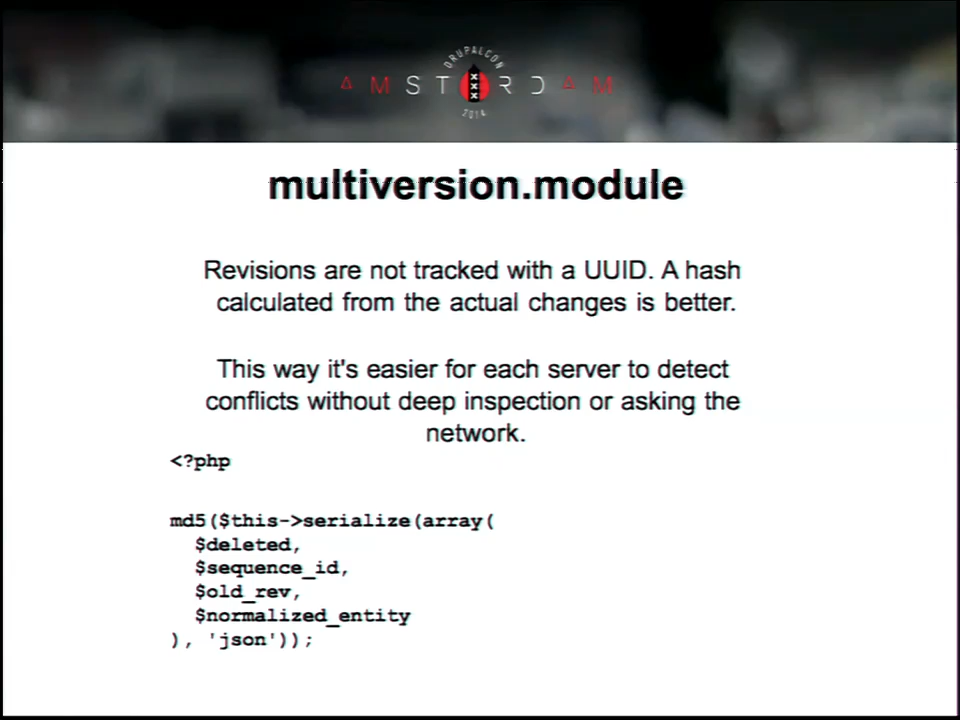 DRUPALCON
AMSTERDAM
2014
multiversion.module
Revisions are not tracked with a UUID. A hash
calculated from the actual changes is better.
This way it's easier for each server to detect
conflicts without deep inspection or asking the
network.
<?php
md5($this->serialize(array(
  $deleted,
  $sequence_id,
  $old_rev,
  $normalized_entity
), 'json'));